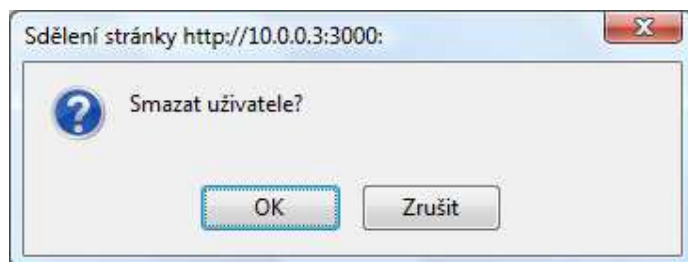 Sdělení stránky http://10.0.0.3:3000:
Smazat uživatele?
OK
Zrušit